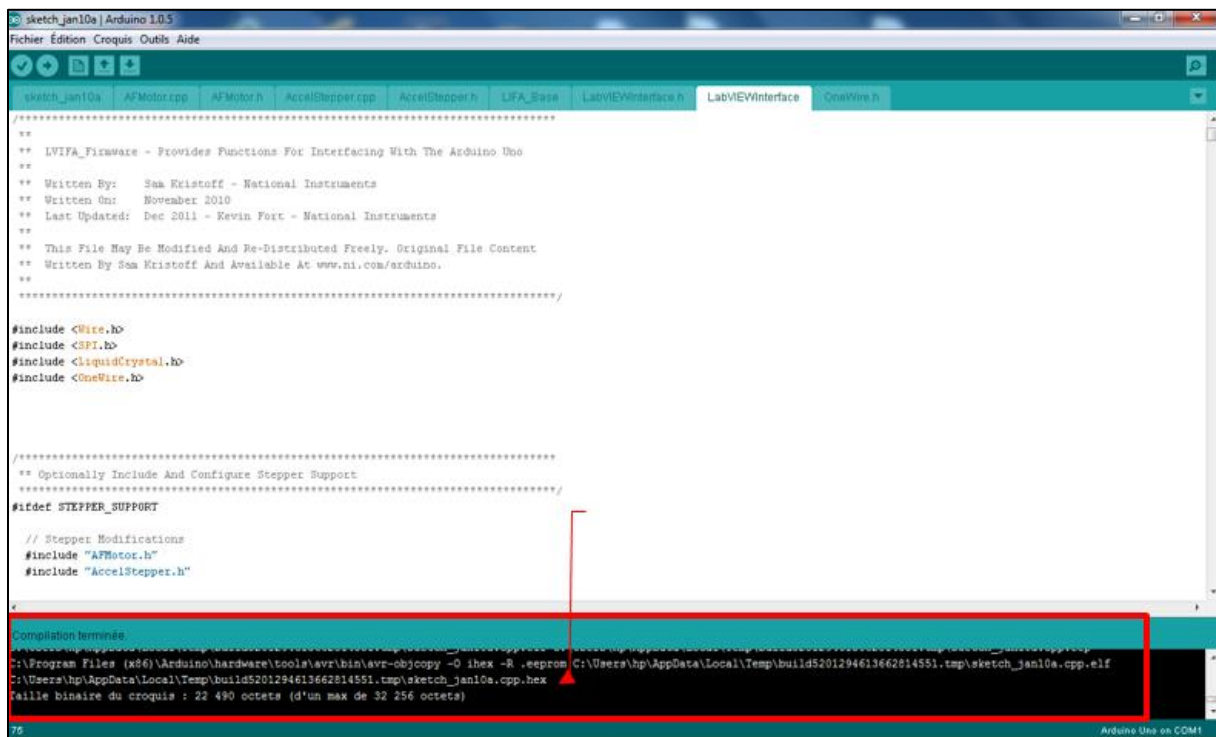 sketch_jan10a | Arduino 1.0.5
Fichier Édition Croquis Outils Aide
sketch_jan10a AFMotor.cpp AFMotor.h AccelStepper.cpp AccelStepper.h LIFA_Base LabVIEWInterface.h LabVIEWInterface OneWire.h
/*********************************************************************************
**
** LVIFA_Firmware - Provides Functions For Interfacing With The Arduino Uno
**
** Written By: Sam Kristoff - National Instruments
** Written On: November 2010
** Last Updated: Dec 2011 - Kevin Fort - National Instruments
**
** This File May Be Modified And Re-Distributed Freely. Original File Content
** Written By Sam Kristoff And Available At www.ni.com/arduino.
**
*********************************************************************************/
#include <Wire.h>
#include <SPI.h>
#include <LiquidCrystal.h>
#include <OneWire.h>
/*********************************************************************************
** Optionally Include And Configure Stepper Support
*********************************************************************************/
#ifdef STEPPER_SUPPORT
// Stepper Modifications
#include "AFMotor.h"
#include "AccelStepper.h"
Compilation terminée.
C:\Program Files (x86)\Arduino\hardware\tools\avr\bin\avr-objcopy -O ihex -R .eeprom C:\Users\hp\AppData\Local\Temp\build5201294613662814551.tmp\sketch_jan10a.cpp.elf
C:\Users\hp\AppData\Local\Temp\build5201294613662814551.tmp\sketch_jan10a.cpp.hex
Taille binaire du croquis : 22 490 octets (d'un max de 32 256 octets)
76
Arduino Uno on COM1